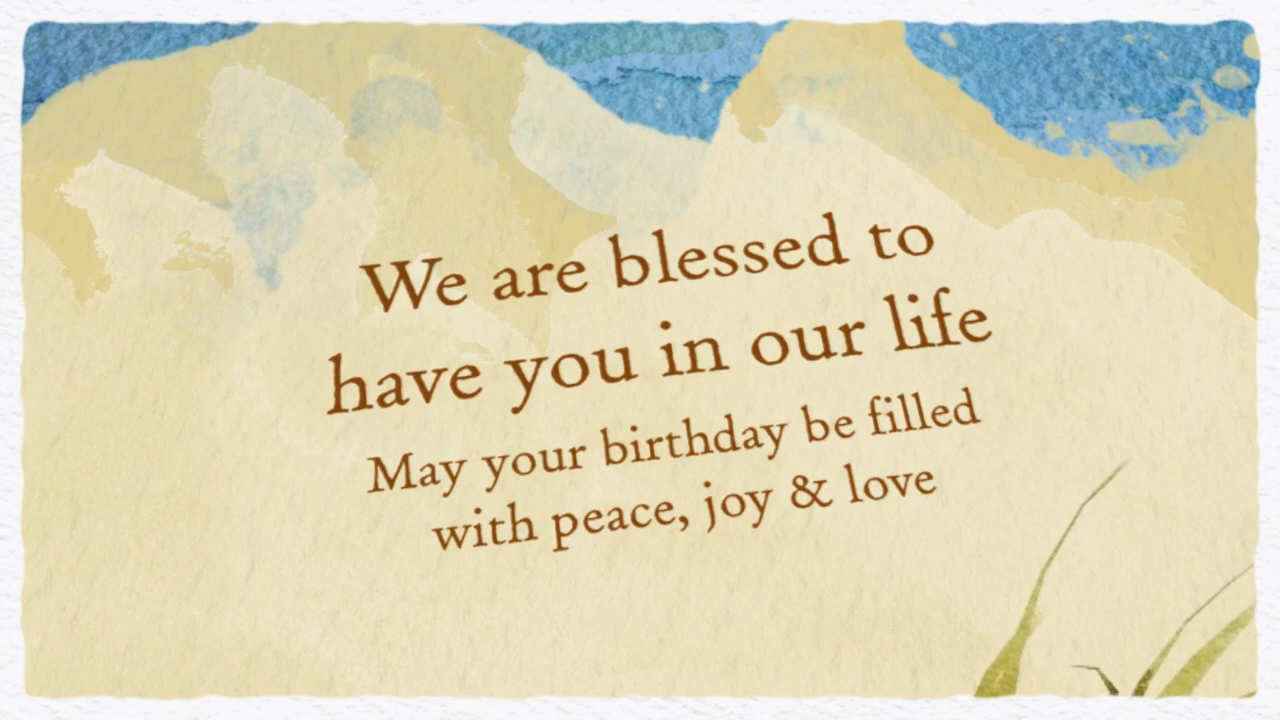 We are blessed to
have you in our life
May your birthday be filled
with peace, joy & love